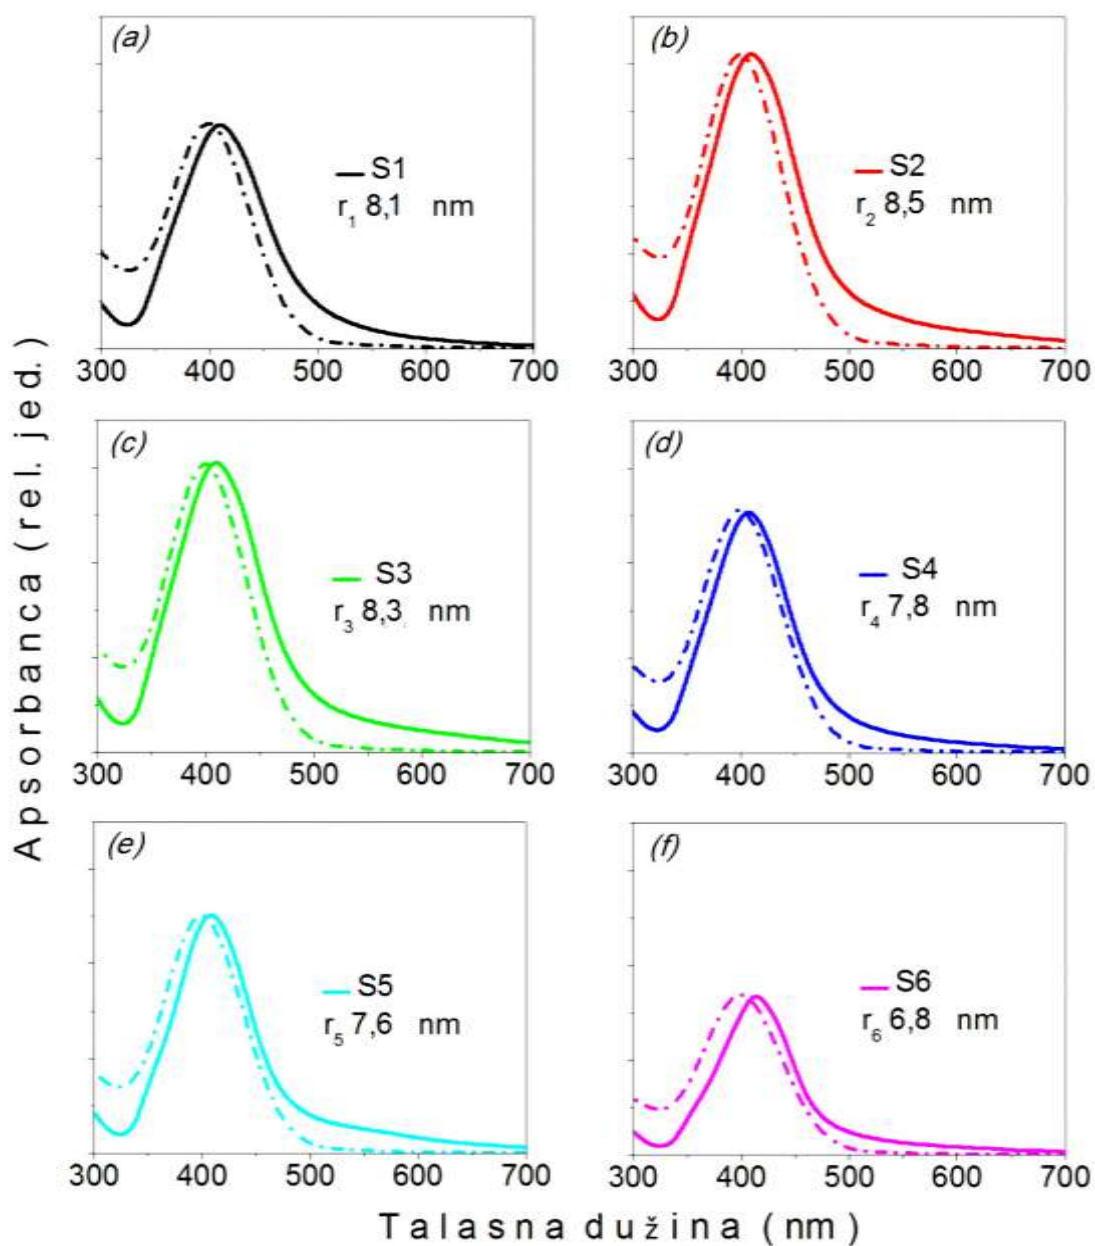 Apsorbanca (rel. jed.)
(a)
S1
r1 8,1 nm
300 400 500 600 700
(b)
S2
r2 8,5 nm
300 400 500 600 700
(c)
S3
r3 8,3 nm
300 400 500 600 700
(d)
S4
r4 7,8 nm
300 400 500 600 700
(e)
S5
r5 7,6 nm
300 400 500 600 700
(f)
S6
r6 6,8 nm
300 400 500 600 700
Talasna dužina (nm)